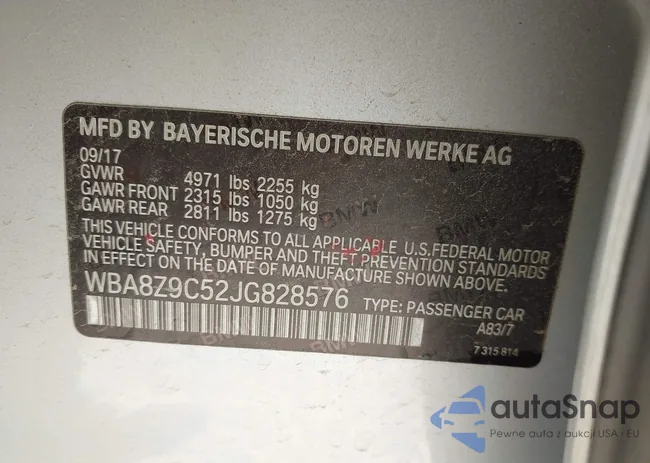 MFD BY BAYERISCHE MOTOREN WERKE AG
09/17
GVWR 4971 lbs 2255 kg
GAWR FRONT 2315 lbs 1050 kg
GAWR REAR 2811 lbs 1275 kg
THIS VEHICLE CONFORMS TO ALL APPLICABLE U.S.FEDERAL MOTOR
VEHICLE SAFETY, BUMPER AND THEFT PREVENTION STANDARDS
IN EFFECT ON THE DATE OF MANUFACTURE SHOWN ABOVE.
WBA8Z9C52JG828576 TYPE: PASSENGER CAR
A83/7
7 315 814
BMW
BMW
BMW
autaSnap
Pewne auta z aukcji USA i EU